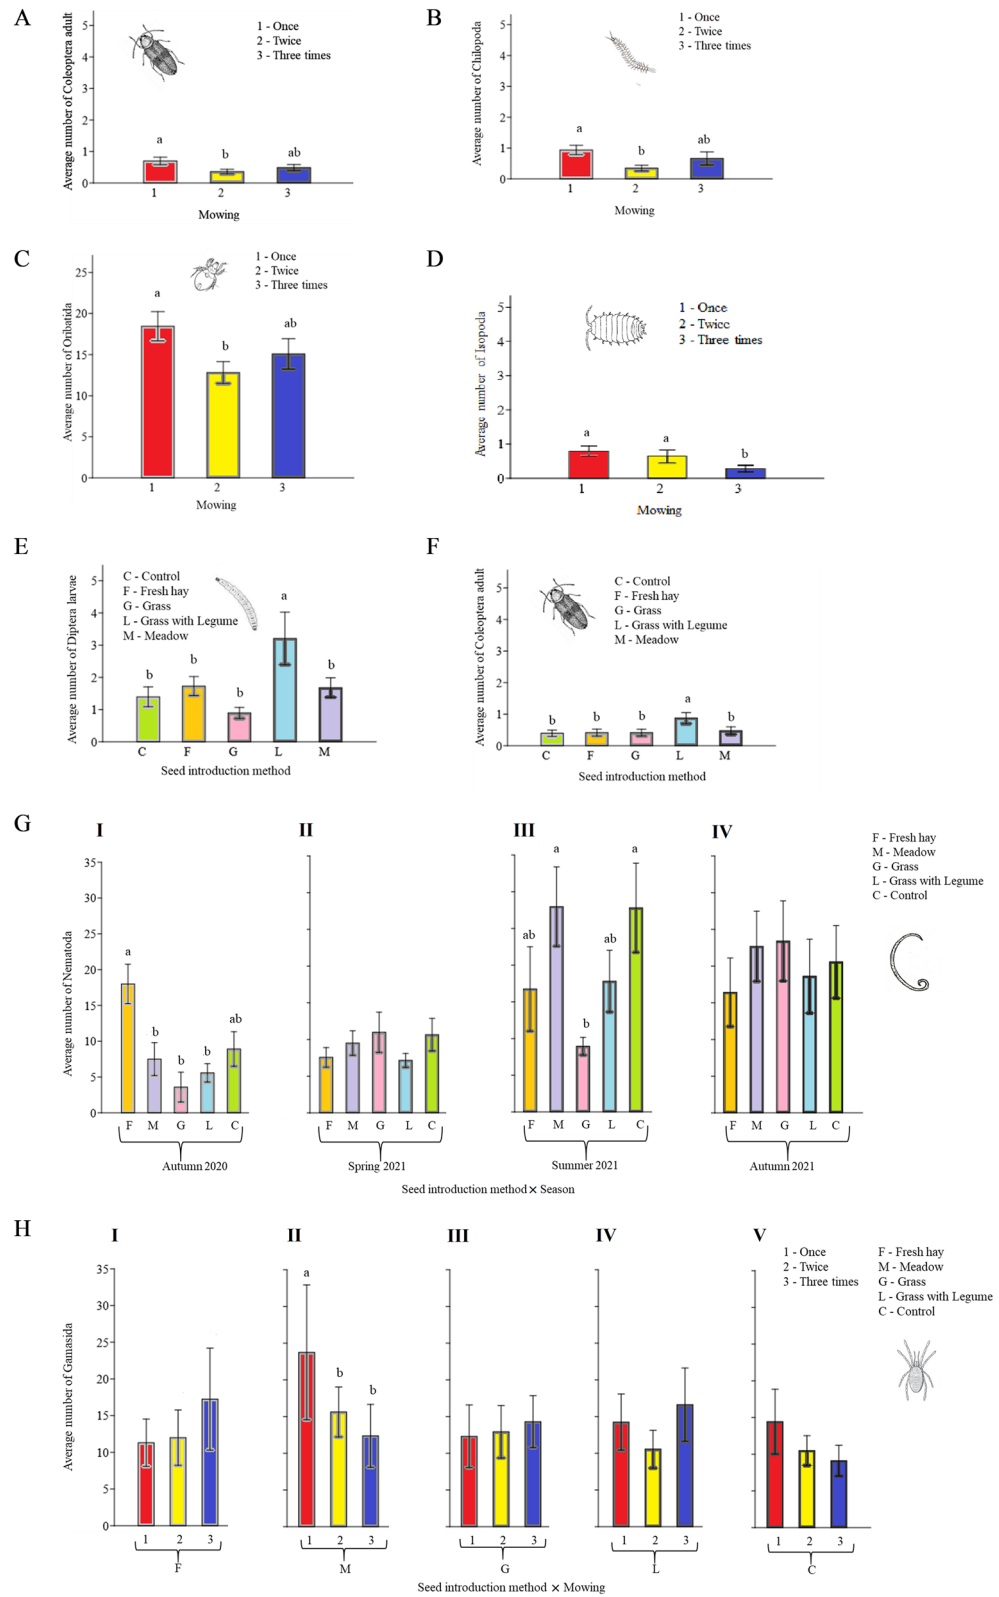 A
Average number of Coleoptera adult
5
4
3
2
1
0
1 - Once
2 - Twice
3 - Three times
a
b
ab
1 2 3
Mowing
B
Average number of Chilopoda
5
4
3
2
1
0
1 - Once
2 - Twice
3 - Three times
a
b
ab
1 2 3
Mowing
C
Average number of Oribatida
25
20
15
10
5
0
1 - Once
2 - Twice
3 - Three times
a
b
ab
1 2 3
Mowing
D
Average number of Isopoda
5
4
3
2
1
0
1 - Once
2 - Twice
3 - Three times
a
a
b
1 2 3
Mowing
E
Average number of Diptera larvae
5
4
3
2
1
0
C - Control
F - Fresh hay
G - Grass
L - Grass with Legume
M - Meadow
b
b
b
a
b
C F G L M
Seed introduction method
F
Average number of Coleoptera adult
5
4
3
2
1
0
C - Control
F - Fresh hay
G - Grass
L - Grass with Legume
M - Meadow
b
b
b
a
b
C F G L M
Seed introduction method
G
I II III IV
F - Fresh hay
M - Meadow
G - Grass
L - Grass with Legume
C - Control
Average number of Nematoda
35
30
25
20
15
10
5
0
a
b
b
b
ab
ab
a
b
ab
a
F M G L C
F M G L C
F M G L C
F M G L C
Autumn 2020
Spring 2021
Summer 2021
Autumn 2021
Seed introduction method × Season
H
I II III IV V
1 - Once
2 - Twice
3 - Three times
F - Fresh hay
M - Meadow
G - Grass
L - Grass with Legume
C - Control
Average number of Gamasida
35
30
25
20
15
10
5
0
a
b
b
1 2 3
1 2 3
1 2 3
1 2 3
1 2 3
F
M
G
L
C
Seed introduction method × Mowing